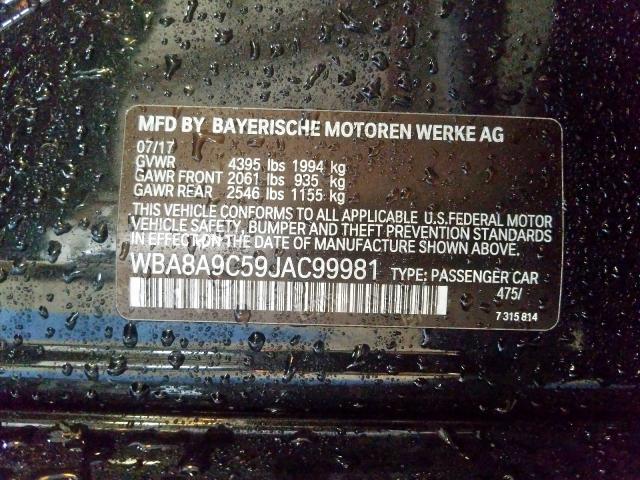 MFD BY BAYERISCHE MOTOREN WERKE AG
07/17
GVWR 4395 lbs 1994 kg
GAWR FRONT 2061 lbs 935 kg
GAWR REAR 2546 lbs 1155 kg
THIS VEHICLE CONFORMS TO ALL APPLICABLE U.S.FEDERAL MOTOR
VEHICLE SAFETY, BUMPER AND THEFT PREVENTION STANDARDS
IN EFFECT ON THE DATE OF MANUFACTURE SHOWN ABOVE.
WBA8A9C59JAC99981 TYPE: PASSENGER CAR
475/
7 315 814